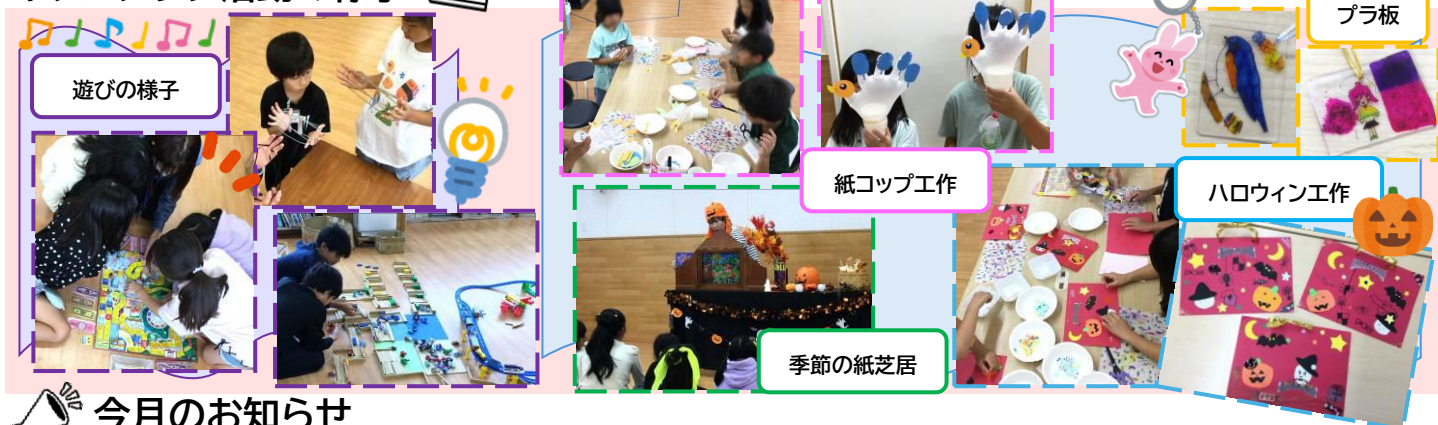 遊びの様子
紙コップ工作
プラ板
ハロウィン工作
季節の紙芝居
今月のお知らせ